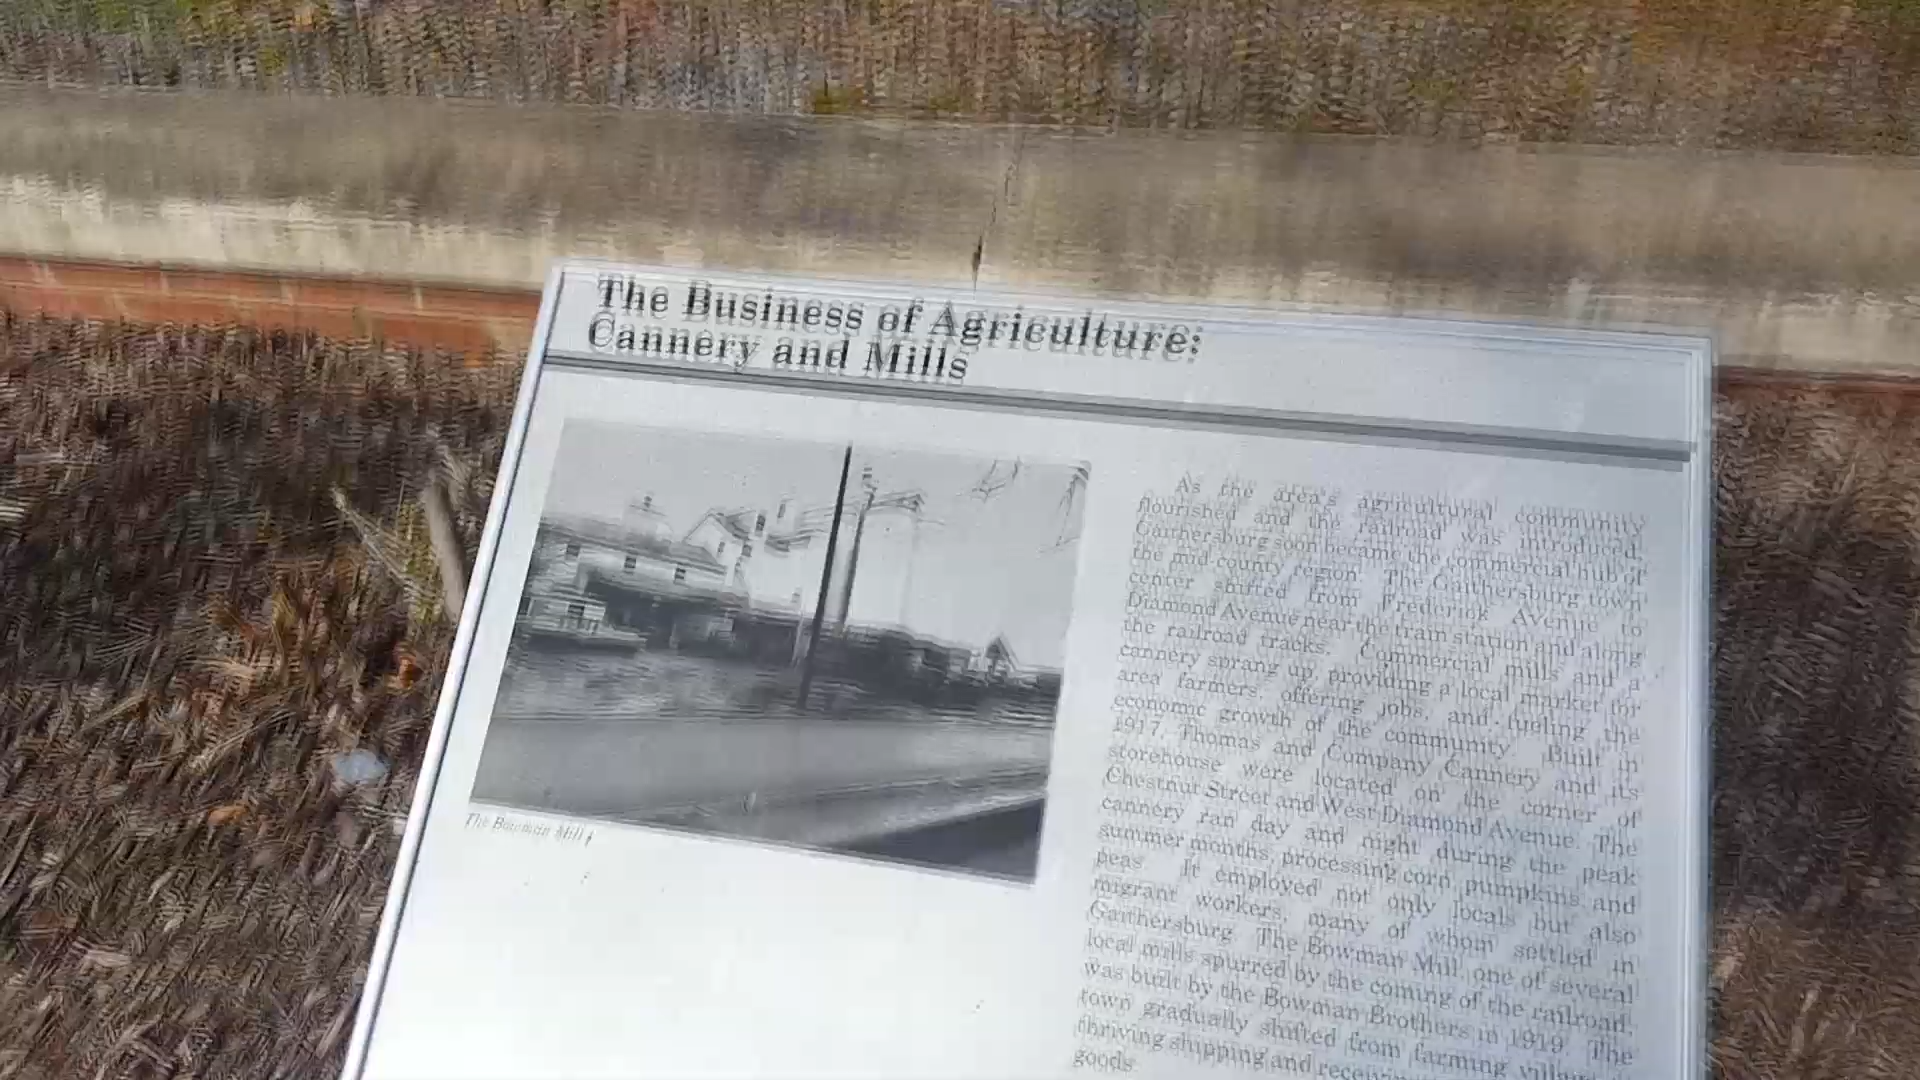 The Business of Agriculture:
Cannery and Mills
The Bowman Mill
As the area's agricultural community
flourished and the railroad was introduced,
Gaithersburg soon became the commercial hub of
the mid-county region. The Gaithersburg town
center shifted from Frederick Avenue to
Diamond Avenue near the train station and along
the railroad tracks. Commercial mills and a
cannery sprang up, providing a local market for
area farmers, offering jobs, and fueling the
economic growth of the community. Built in
1917, Thomas and Company Cannery and its
storehouse were located on the corner of
Chestnut Street and West Diamond Avenue. The
cannery ran day and night during the peak
summer months, processing corn, pumpkins and
peas. It employed not only locals but also
migrant workers, many of whom settled in
Gaithersburg. The Bowman Mill, one of several
local mills spurred by the coming of the railroad,
was built by the Bowman Brothers in 1919. The
town gradually shifted from farming village
thriving shipping and
goods